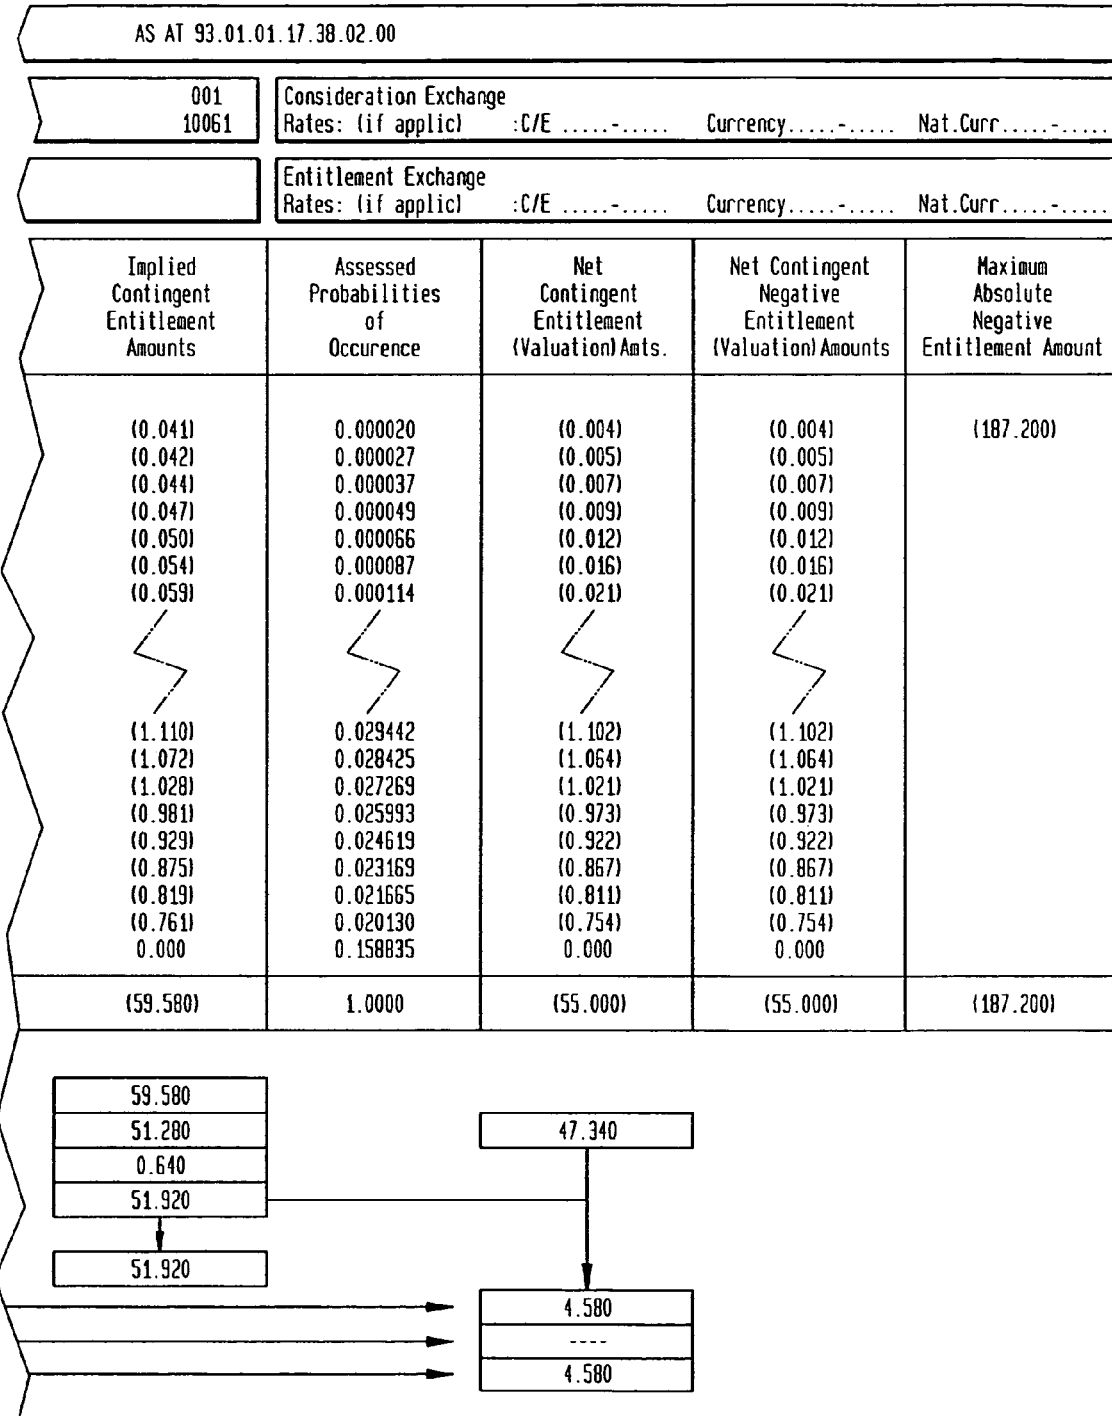 AS AT 93.01.01.17.38.02.00
001
10061
Consideration Exchange
Rates: (if applic) :C/E .....-..... Currency.....-..... Nat.Curr.....-.....
Entitlement Exchange
Rates: (if applic) :C/E .....-..... Currency.....-..... Nat.Curr.....-.....
Implied Contingent Entitlement Amounts
Assessed Probabilities of Occurence
Net Contingent Entitlement (Valuation)Amts.
Net Contingent Negative Entitlement (Valuation)Amounts
Maximum Absolute Negative Entitlement Amount
(0.041) 0.000020 (0.004) (0.004) (187.200)
(0.042) 0.000027 (0.005) (0.005)
(0.044) 0.000037 (0.007) (0.007)
(0.047) 0.000049 (0.009) (0.009)
(0.050) 0.000066 (0.012) (0.012)
(0.054) 0.000087 (0.016) (0.016)
(0.059) 0.000114 (0.021) (0.021)
(1.110) 0.029442 (1.102) (1.102)
(1.072) 0.028425 (1.064) (1.064)
(1.028) 0.027269 (1.021) (1.021)
(0.981) 0.025993 (0.973) (0.973)
(0.929) 0.024619 (0.922) (0.922)
(0.875) 0.023169 (0.867) (0.867)
(0.819) 0.021665 (0.811) (0.811)
(0.761) 0.020130 (0.754) (0.754)
0.000 0.158835 0.000 0.000
(59.580) 1.0000 (55.000) (55.000) (187.200)
59.580
51.280 47.340
0.640
51.920
51.920
4.580
----
4.580